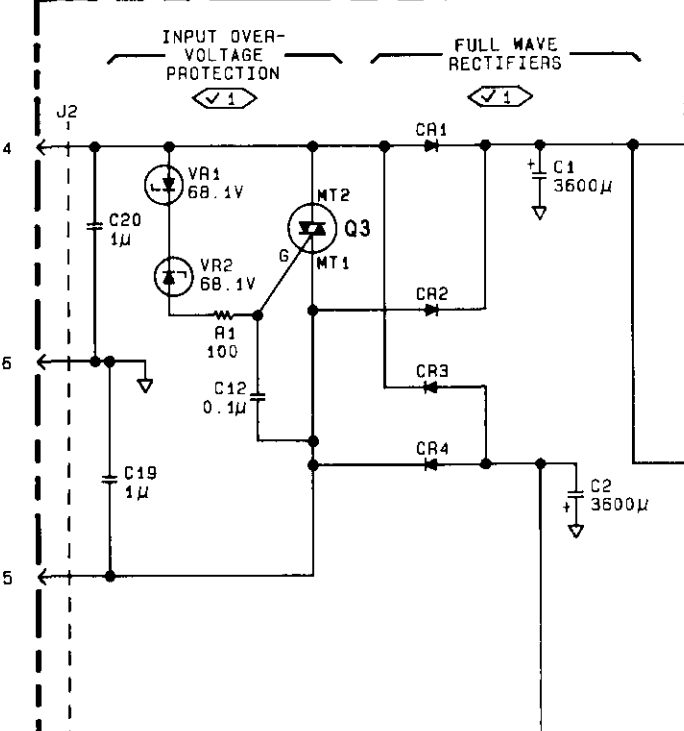 INPUT OVER-
VOLTAGE
PROTECTION
√ 1
FULL WAVE
RECTIFIERS
√ 1
J2
4
CR1
VR1
68.1V
C1
+
3600µ
MT2
Q3
C20
1µ
G
MT1
VR2
68.1V
CR2
R1
100
6
CR3
C12
0.1µ
CR4
C19
1µ
C2
+
3600µ
5